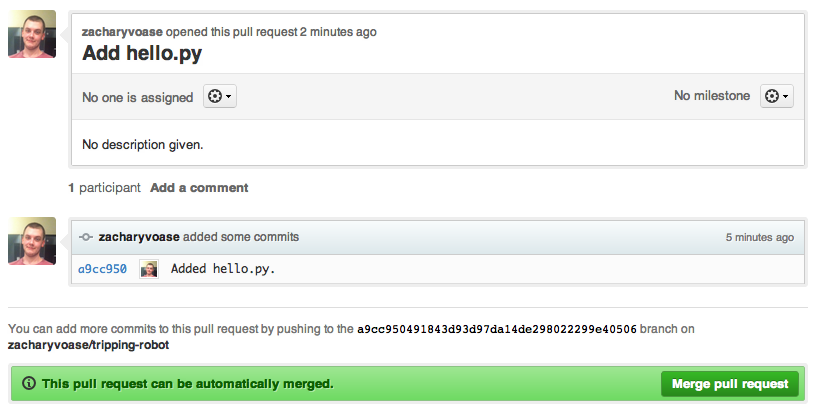 zacharyvoase opened this pull request 2 minutes ago
Add hello.py
No one is assigned
No milestone
No description given.
1 participant Add a comment
zacharyvoase added some commits
5 minutes ago
a9cc950 Added hello.py.
You can add more commits to this pull request by pushing to the a9cc950491843d93d97da14de298022299e40506 branch on
zacharyvoase/tripping-robot
This pull request can be automatically merged.
Merge pull request